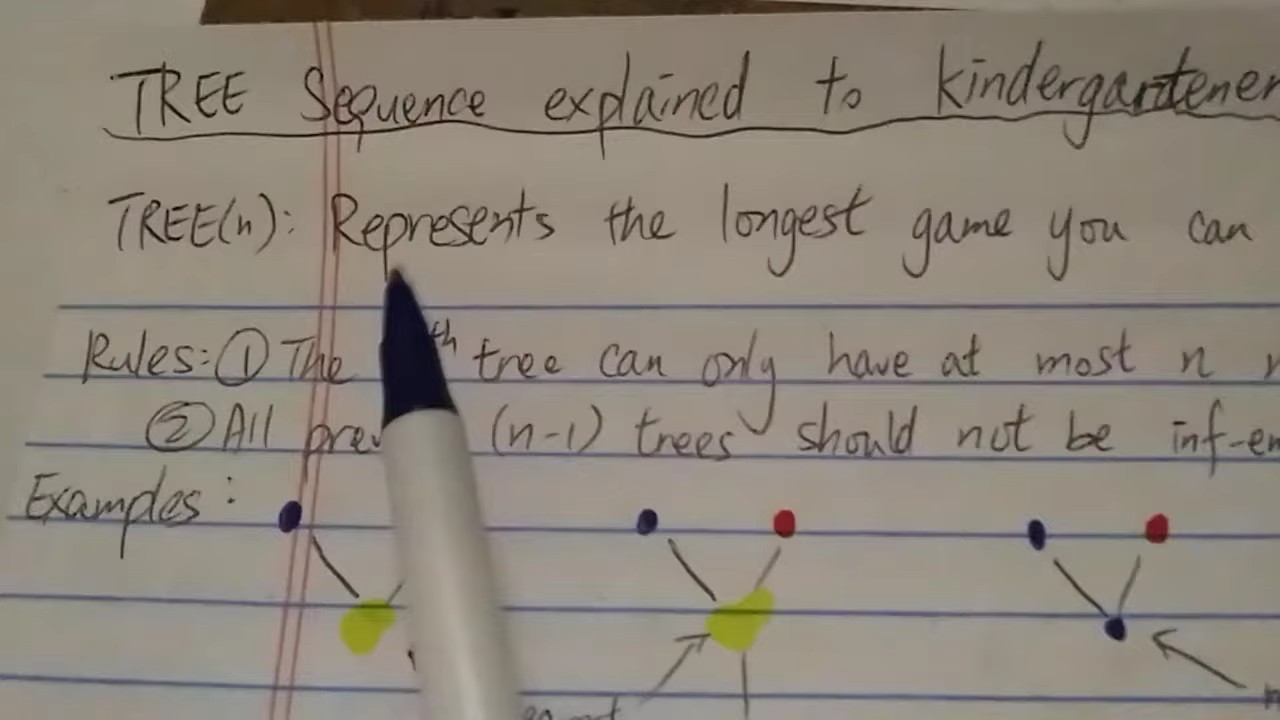 TREE Sequence explained to kindergartener
TREE(n): Represents the longest game you can
Rules: ① The th tree can only have at most n
② All (n-1) trees should not be inf-em
Examples: